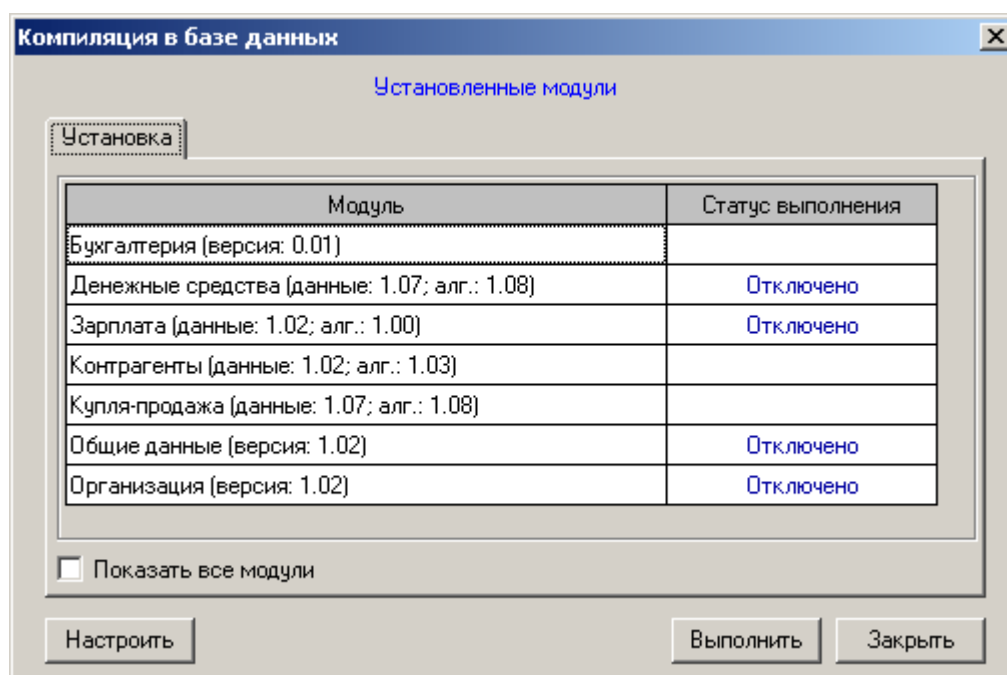 Компиляция в базе данных
Установленные модули
Установка
Модуль Статус выполнения
Бухгалтерия (версия: 0.01)
Денежные средства (данные: 1.07; алг.: 1.08) Отключено
Зарплата (данные: 1.02; алг.: 1.00) Отключено
Контрагенты (данные: 1.02; алг.: 1.03)
Купля-продажа (данные: 1.07; алг.: 1.08)
Общие данные (версия: 1.02) Отключено
Организация (версия: 1.02) Отключено
Показать все модули
Настроить Выполнить Закрыть